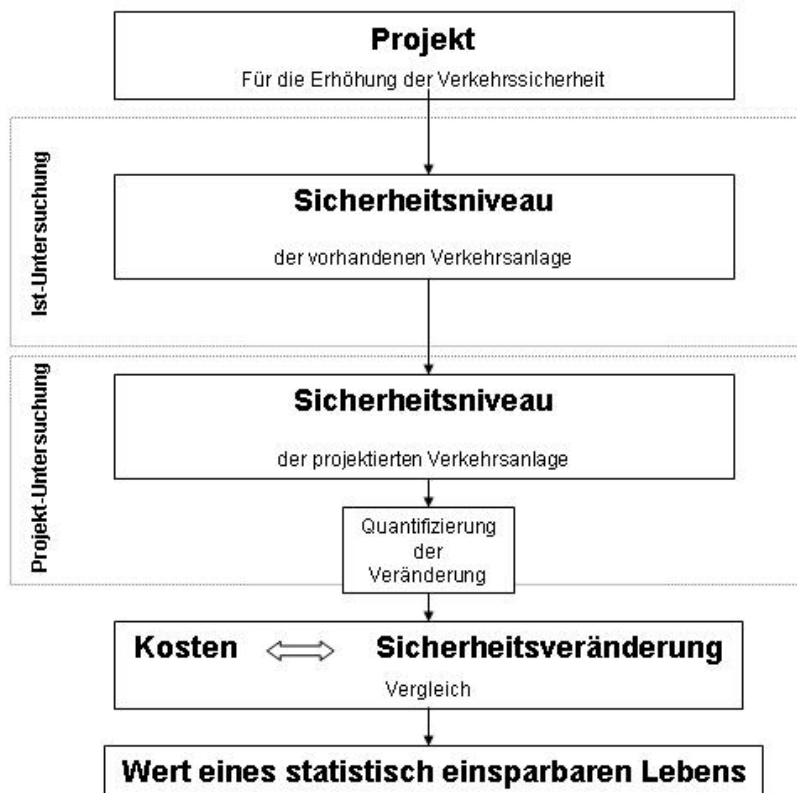 Projekt
Für die Erhöhung der Verkehrssicherheit
Ist-Untersuchung
Sicherheitsniveau
der vorhandenen Verkehrsanlage
Projekt-Untersuchung
Sicherheitsniveau
der projektierten Verkehrsanlage
Quantifizierung
der
Veränderung
Kosten Sicherheitsveränderung
Vergleich
Wert eines statistisch einsparbaren Lebens